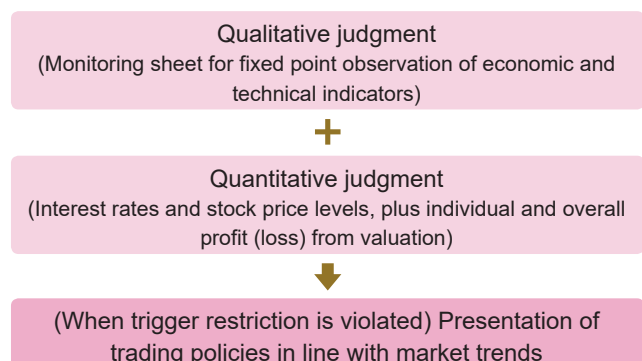 Qualitative judgment
(Monitoring sheet for fixed point observation of economic and
technical indicators)
+
Quantitative judgment
(Interest rates and stock price levels, plus individual and overall
profit (loss) from valuation)
(When trigger restriction is violated) Presentation of
trading policies in line with market trends